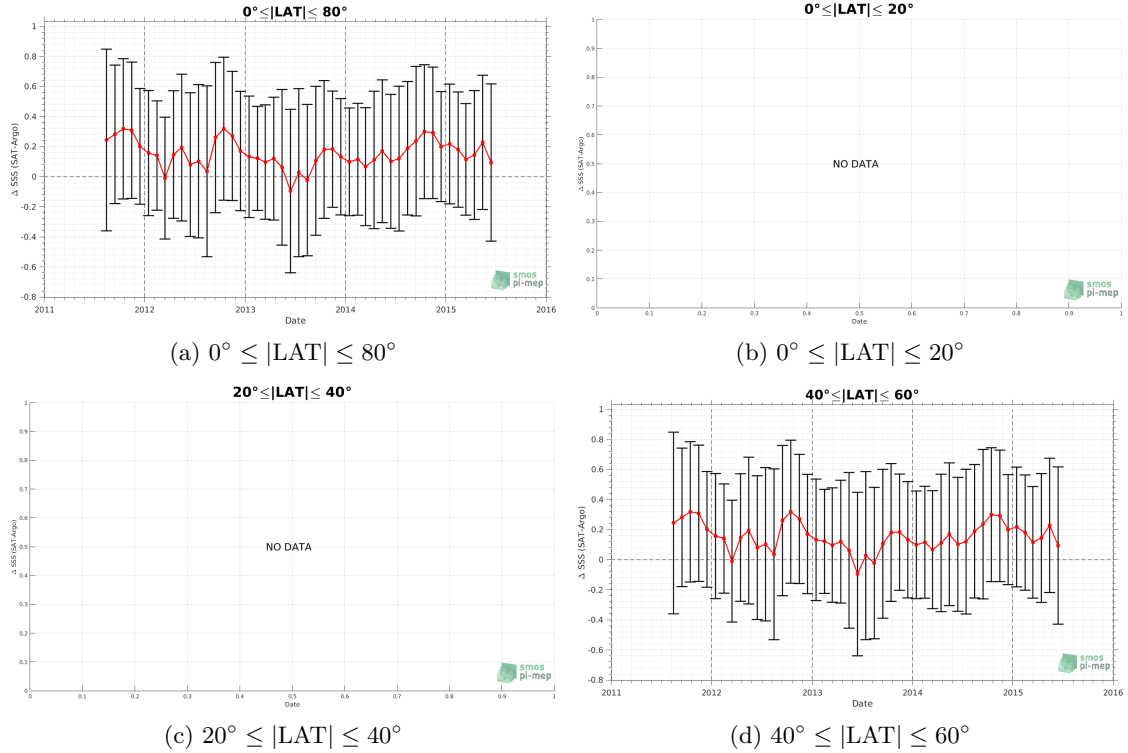 0°≤|LAT|≤ 80°
1
0.8
0.6
0.4
0.2
0
-0.2
-0.4
-0.6
-0.8
Δ SSS (SAT-Argo)
2011 2012 2013 2014 2015 2016
Date
smos
pi-mep
(a) 0° ≤ |LAT| ≤ 80°
0°≤|LAT|≤ 20°
1
0.9
0.8
0.7
0.6
0.5
0.4
0.3
0.2
0.1
0
Δ SSS (SAT-Argo)
NO DATA
0 0.1 0.2 0.3 0.4 0.5 0.6 0.7 0.8 0.9 1
Date
smos
pi-mep
(b) 0° ≤ |LAT| ≤ 20°
20°≤|LAT|≤ 40°
1
0.9
0.8
0.7
0.6
0.5
0.4
0.3
0.2
0.1
0
Δ SSS (SAT-Argo)
NO DATA
0 0.1 0.2 0.3 0.4 0.5 0.6 0.7 0.8 0.9 1
Date
smos
pi-mep
(c) 20° ≤ |LAT| ≤ 40°
40°≤|LAT|≤ 60°
1
0.8
0.6
0.4
0.2
0
-0.2
-0.4
-0.6
-0.8
Δ SSS (SAT-Argo)
2011 2012 2013 2014 2015 2016
Date
smos
pi-mep
(d) 40° ≤ |LAT| ≤ 60°